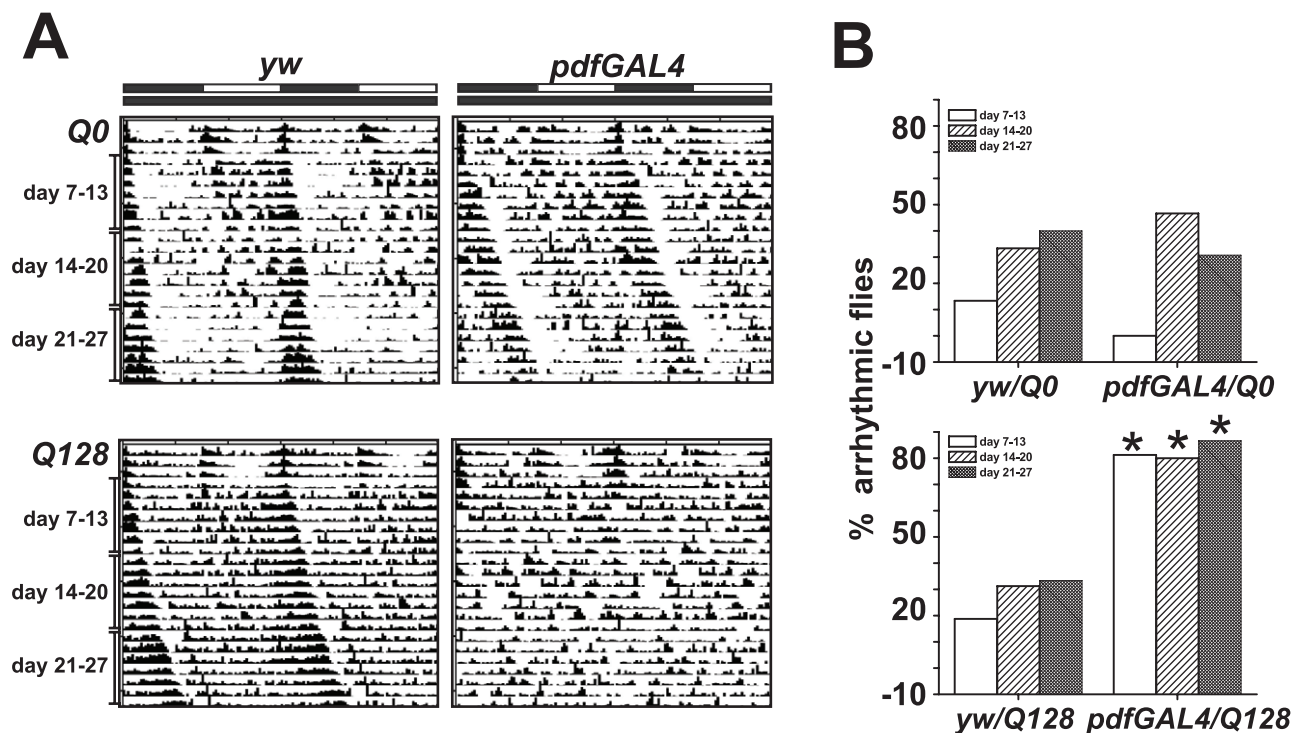 A
yw
pdfGAL4
Q0
day 7-13
day 14-20
day 21-27
Q128
day 7-13
day 14-20
day 21-27
B
% arrhythmic flies
80
50
20
-10
day 7-13
day 14-20
day 21-27
yw/Q0
pdfGAL4/Q0
80
50
20
-10
day 7-13
day 14-20
day 21-27
* * *
yw/Q128
pdfGAL4/Q128